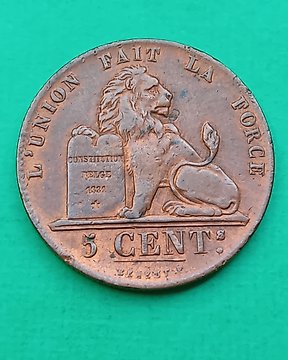 L'UNION FAIT LA FORCE
CONSTITUTION
BELGE
1831
5 CENTS